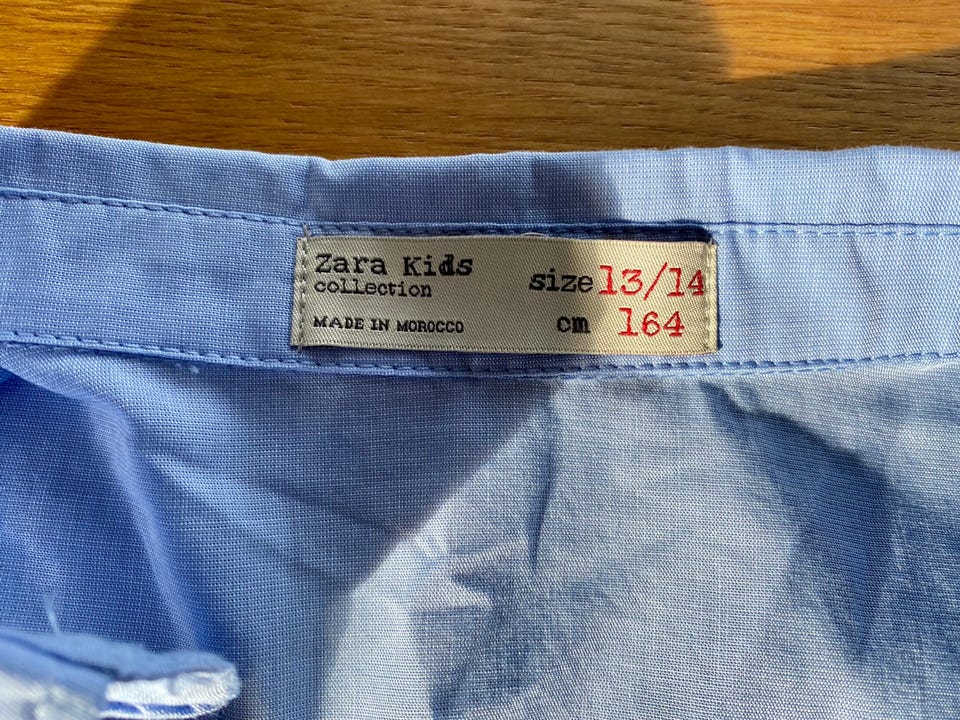 Zara Kids
collection
MADE IN MOROCCO
size 13/14
cm 164